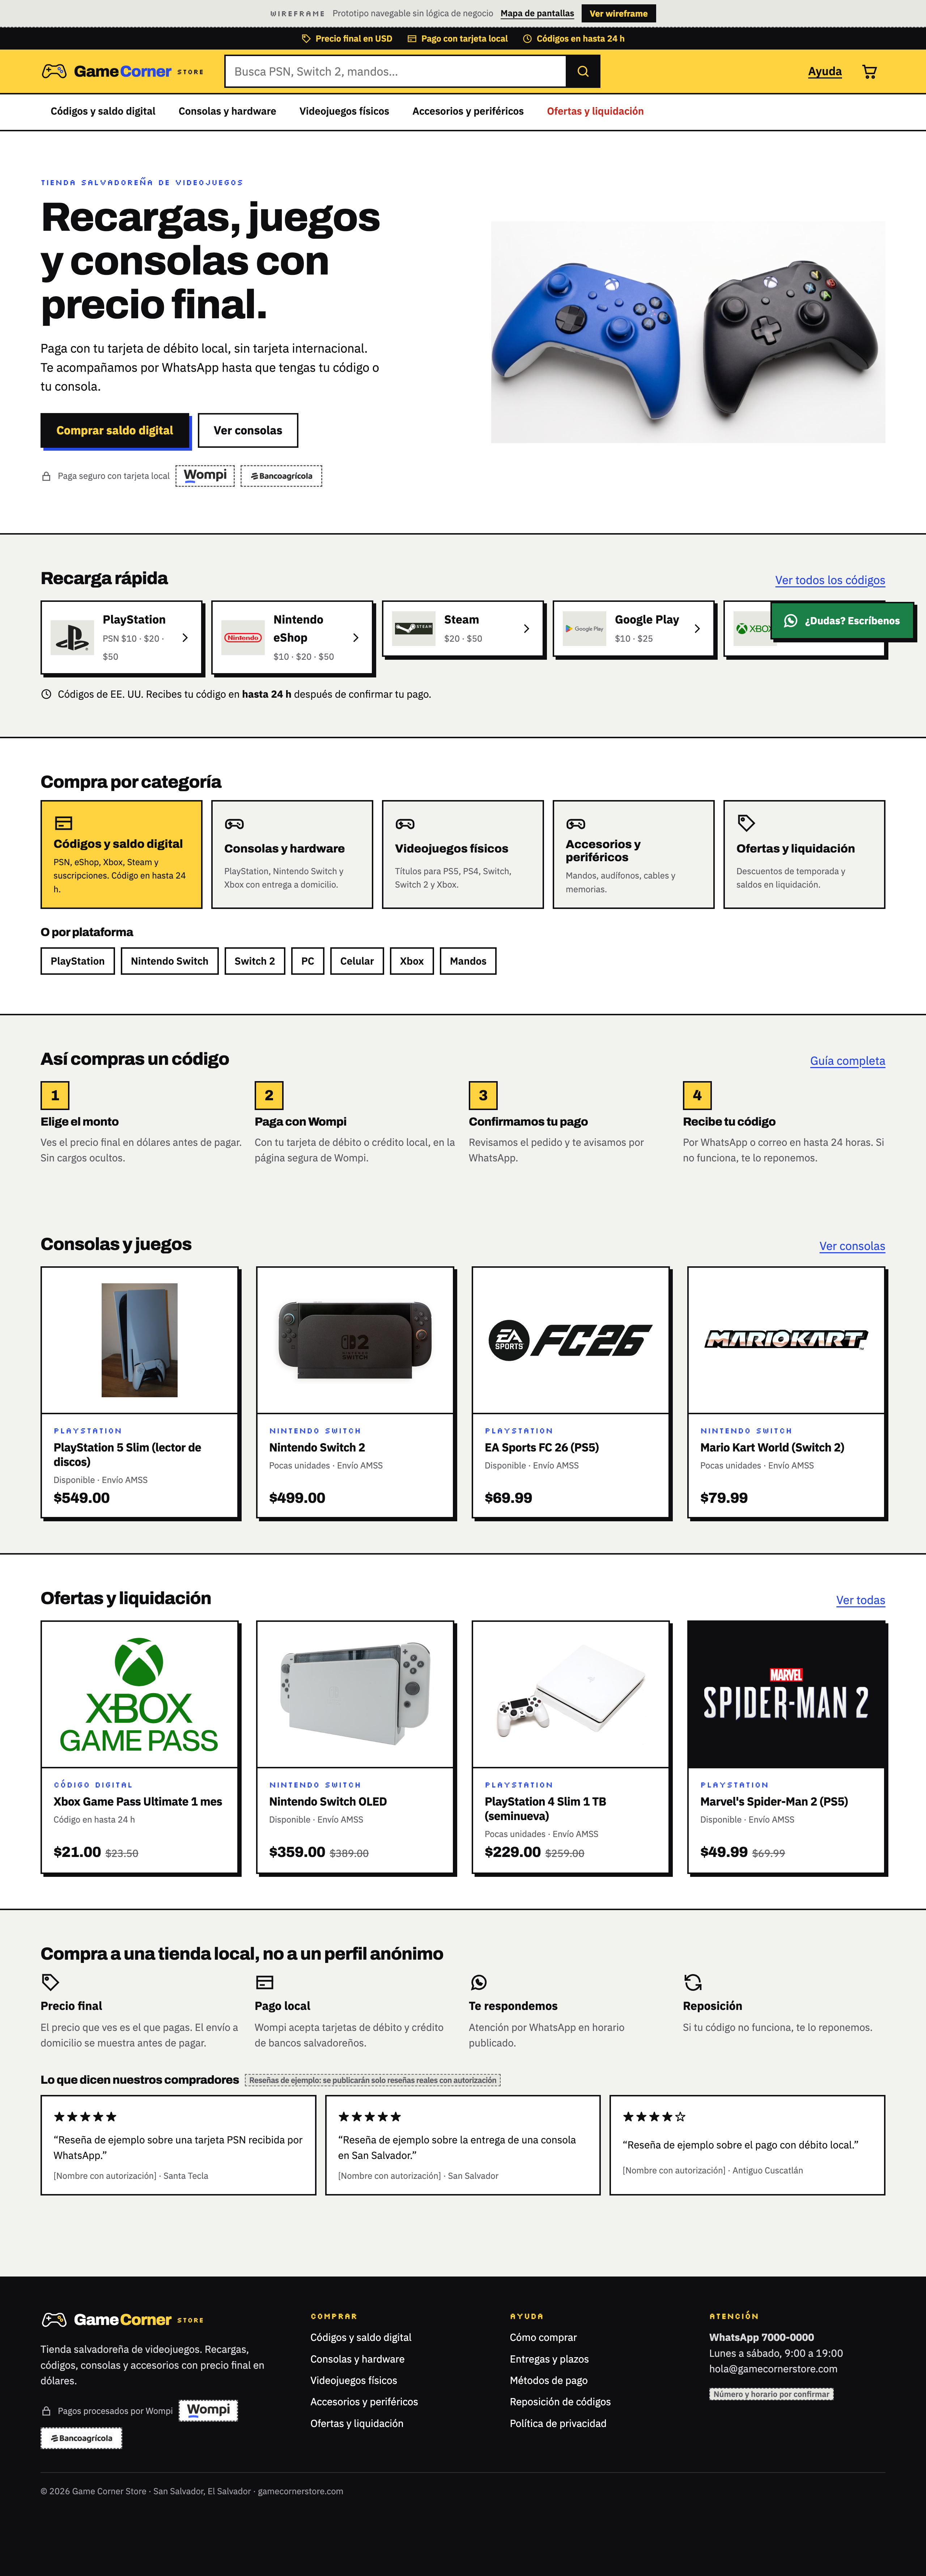 WIREFRAME Prototipo navegable sin lógica de negocio Mapa de pantallas Ver wireframe
Precio final en USD Pago con tarjeta local Códigos en hasta 24 h
GameCorner STORE Busca PSN, Switch 2, mandos... Ayuda
Códigos y saldo digital Consolas y hardware Videojuegos físicos Accesorios y periféricos Ofertas y liquidación
TIENDA SALVADOREÑA DE VIDEOJUEGOS
Recargas, juegos
y consolas con
precio final.
Paga con tu tarjeta de débito local, sin tarjeta internacional.
Te acompañamos por WhatsApp hasta que tengas tu código o
tu consola.
Comprar saldo digital Ver consolas
Paga seguro con tarjeta local Wompi Bancoagrícola
Recarga rápida Ver todos los códigos
PlayStation
PSN $10 · $20 ·
$50
Nintendo
Nintendo
eShop
$10 · $20 · $50
STEAM
Steam
$20 · $50
Google Play
Google Play
$10 · $25
XBOX
¿Dudas? Escríbenos
Códigos de EE. UU. Recibes tu código en hasta 24 h después de confirmar tu pago.
Compra por categoría
Códigos y saldo digital
PSN, eShop, Xbox, Steam y
suscripciones. Código en hasta 24
h.
Consolas y hardware
PlayStation, Nintendo Switch y
Xbox con entrega a domicilio.
Videojuegos físicos
Títulos para PS5, PS4, Switch,
Switch 2 y Xbox.
Accesorios y
periféricos
Mandos, audífonos, cables y
memorias.
Ofertas y liquidación
Descuentos de temporada y
saldos en liquidación.
O por plataforma
PlayStation Nintendo Switch Switch 2 PC Celular Xbox Mandos
Así compras un código Guía completa
1
Elige el monto
Ves el precio final en dólares antes de pagar.
Sin cargos ocultos.
2
Paga con Wompi
Con tu tarjeta de débito o crédito local, en la
página segura de Wompi.
3
Confirmamos tu pago
Revisamos el pedido y te avisamos por
WhatsApp.
4
Recibe tu código
Por WhatsApp o correo en hasta 24 horas. Si
no funciona, te lo reponemos.
Consolas y juegos Ver consolas
PLAYSTATION
PlayStation 5 Slim (lector de
discos)
Disponible · Envío AMSS
$549.00
2
NINTENDO
SWITCH
NINTENDO SWITCH
Nintendo Switch 2
Pocas unidades · Envío AMSS
$499.00
EA SPORTS FC26
PLAYSTATION
EA Sports FC 26 (PS5)
Disponible · Envío AMSS
$69.99
MARIOKART
NINTENDO SWITCH
Mario Kart World (Switch 2)
Pocas unidades · Envío AMSS
$79.99
Ofertas y liquidación Ver todas
XBOX
GAME PASS
CÓDIGO DIGITAL
Xbox Game Pass Ultimate 1 mes
Código en hasta 24 h
$21.00 $23.50
NINTENDO SWITCH
Nintendo Switch OLED
Disponible · Envío AMSS
$359.00 $389.00
PLAYSTATION
PlayStation 4 Slim 1 TB
(seminueva)
Pocas unidades · Envío AMSS
$229.00 $259.00
MARVEL
SPIDER-MAN 2
PLAYSTATION
Marvel's Spider-Man 2 (PS5)
Disponible · Envío AMSS
$49.99 $69.99
Compra a una tienda local, no a un perfil anónimo
Precio final
El precio que ves es el que pagas. El envío a
domicilio se muestra antes de pagar.
Pago local
Wompi acepta tarjetas de débito y crédito
de bancos salvadoreños.
Te respondemos
Atención por WhatsApp en horario
publicado.
Reposición
Si tu código no funciona, te lo reponemos.
Lo que dicen nuestros compradores Reseñas de ejemplo: se publicarán solo reseñas reales con autorización
“Reseña de ejemplo sobre una tarjeta PSN recibida por
WhatsApp.”
[Nombre con autorización] · Santa Tecla
“Reseña de ejemplo sobre la entrega de una consola
en San Salvador.”
[Nombre con autorización] · San Salvador
“Reseña de ejemplo sobre el pago con débito local.”
[Nombre con autorización] · Antiguo Cuscatlán
GameCorner STORE
Tienda salvadoreña de videojuegos. Recargas,
códigos, consolas y accesorios con precio final en
dólares.
Pagos procesados por Wompi Wompi
Bancoagrícola
COMPRAR
Códigos y saldo digital
Consolas y hardware
Videojuegos físicos
Accesorios y periféricos
Ofertas y liquidación
AYUDA
Cómo comprar
Entregas y plazos
Métodos de pago
Reposición de códigos
Política de privacidad
ATENCIÓN
WhatsApp 7000-0000
Lunes a sábado, 9:00 a 19:00
hola@gamecornerstore.com
Número y horario por confirmar
© 2026 Game Corner Store · San Salvador, El Salvador · gamecornerstore.com